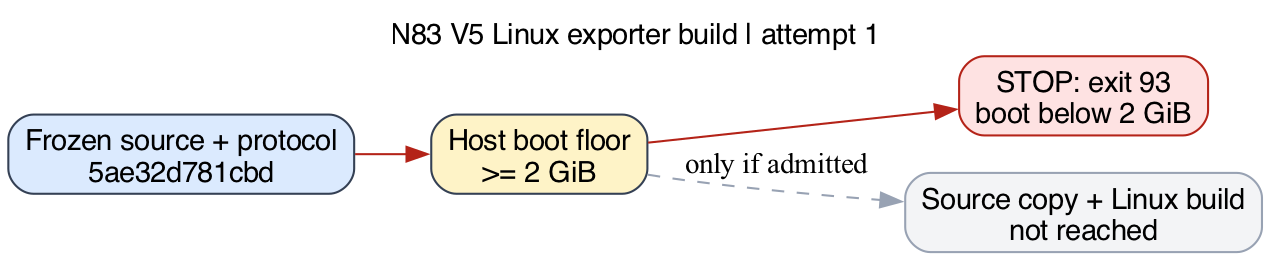 N83 V5 Linux exporter build | attempt 1
Frozen source + protocol
5ae32d781cbd
Host boot floor
>= 2 GiB
only if admitted
STOP: exit 93
boot below 2 GiB
Source copy + Linux build
not reached